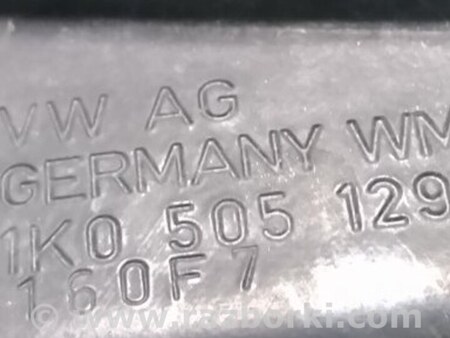 VW AG
GERMANY WM
1K0 505 129
160F7
www.razborki.com